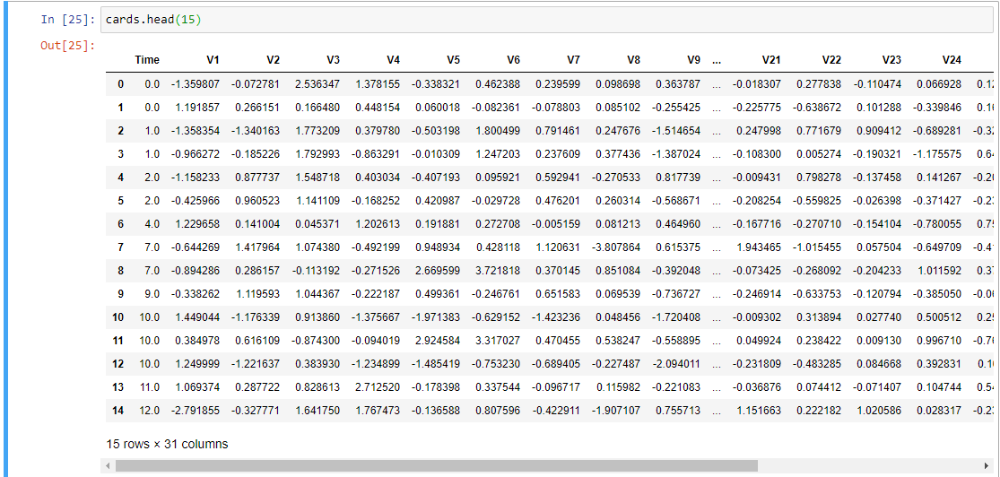 In [25]: cards.head(15)
Out[25]:
Time V1 V2 V3 V4 V5 V6 V7 V8 V9 ... V21 V22 V23 V24
0 0.0 -1.359807 -0.072781 2.536347 1.378155 -0.338321 0.462388 0.239599 0.098698 0.363787 ... -0.018307 0.277838 -0.110474 0.066928
1 0.0 1.191857 0.266151 0.166480 0.448154 0.060018 -0.082361 -0.078803 0.085102 -0.255425 ... -0.225775 -0.638672 0.101288 -0.339846
2 1.0 -1.358354 -1.340163 1.773209 0.379780 -0.503198 1.800499 0.791461 0.247676 -1.514654 ... 0.247998 0.771679 0.909412 -0.689281
3 1.0 -0.966272 -0.185226 1.792993 -0.863291 -0.010309 1.247203 0.237609 0.377436 -1.387024 ... -0.108300 0.005274 -0.190321 -1.175575
4 2.0 -1.158233 0.877737 1.548718 0.403034 -0.407193 0.095921 0.592941 -0.270533 0.817739 ... -0.009431 0.798278 -0.137458 0.141267
5 2.0 -0.425966 0.960523 1.141109 -0.168252 0.420987 -0.029728 0.476201 0.260314 -0.568671 ... -0.208254 -0.559825 -0.026398 -0.371427
6 4.0 1.229658 0.141004 0.045371 1.202613 0.191881 0.272708 -0.005159 0.081213 0.464960 ... -0.167716 -0.270710 -0.154104 -0.780055
7 7.0 -0.644269 1.417964 1.074380 -0.492199 0.948934 0.428118 1.120631 -3.807864 0.615375 ... 1.943465 -1.015455 0.057504 -0.649709
8 7.0 -0.894286 0.286157 -0.113192 -0.271526 2.669599 3.721818 0.370145 0.851084 -0.392048 ... -0.073425 -0.268092 -0.204233 1.011592
9 9.0 -0.338262 1.119593 1.044367 -0.222187 0.499361 -0.246761 0.651583 0.069539 -0.736727 ... -0.246914 -0.633753 -0.120794 -0.385050
10 10.0 1.449044 -1.176339 0.913860 -1.375667 -1.971383 -0.629152 -1.423236 0.048456 -1.720408 ... -0.009302 0.313894 0.027740 0.500512
11 10.0 0.384978 0.616109 -0.874300 -0.094019 2.924584 3.317027 0.470455 0.538247 -0.558895 ... 0.049924 0.238422 0.009130 0.996710
12 10.0 1.249999 -1.221637 0.383930 -1.234899 -1.485419 -0.753230 -0.689405 -0.227487 -2.094011 ... -0.231809 -0.483285 0.084668 0.392831
13 11.0 1.069374 0.287722 0.828613 2.712520 -0.178398 0.337544 -0.096717 0.115982 -0.221083 ... -0.036876 0.074412 -0.071407 0.104744
14 12.0 -2.791855 -0.327771 1.641750 1.767473 -0.136588 0.807596 -0.422911 -1.907107 0.755713 ... 1.151663 0.222182 1.020586 0.028317
15 rows × 31 columns